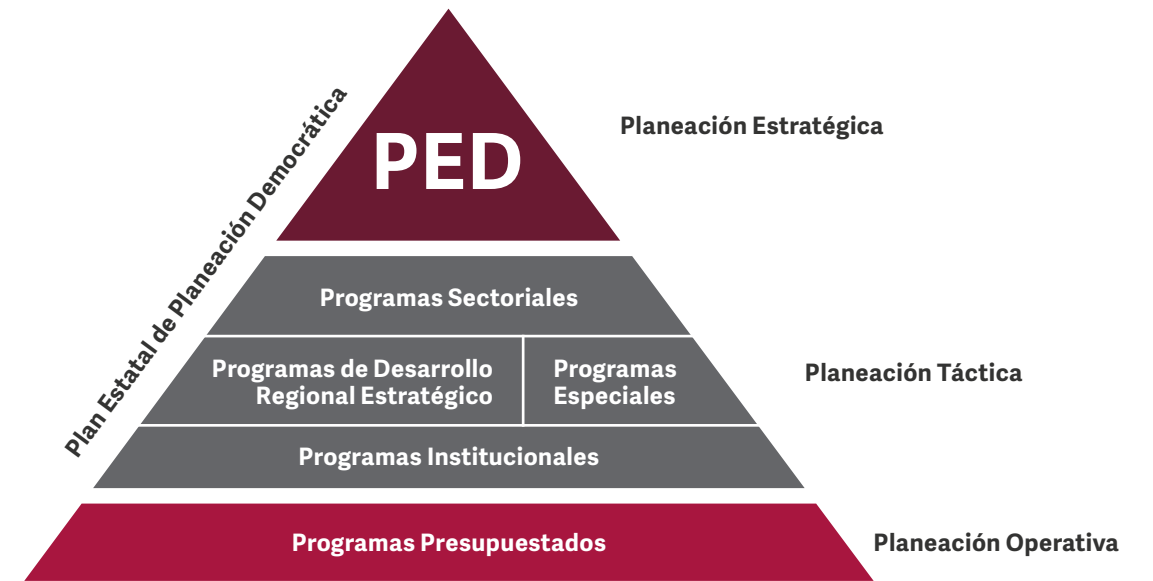 Plan Estatal de Planeación Democrática
PED
Planeación Estratégica
Programas Sectoriales
Programas de Desarrollo
Regional Estratégico
Programas
Especiales
Planeación Táctica
Programas Institucionales
Programas Presupuestados
Planeación Operativa